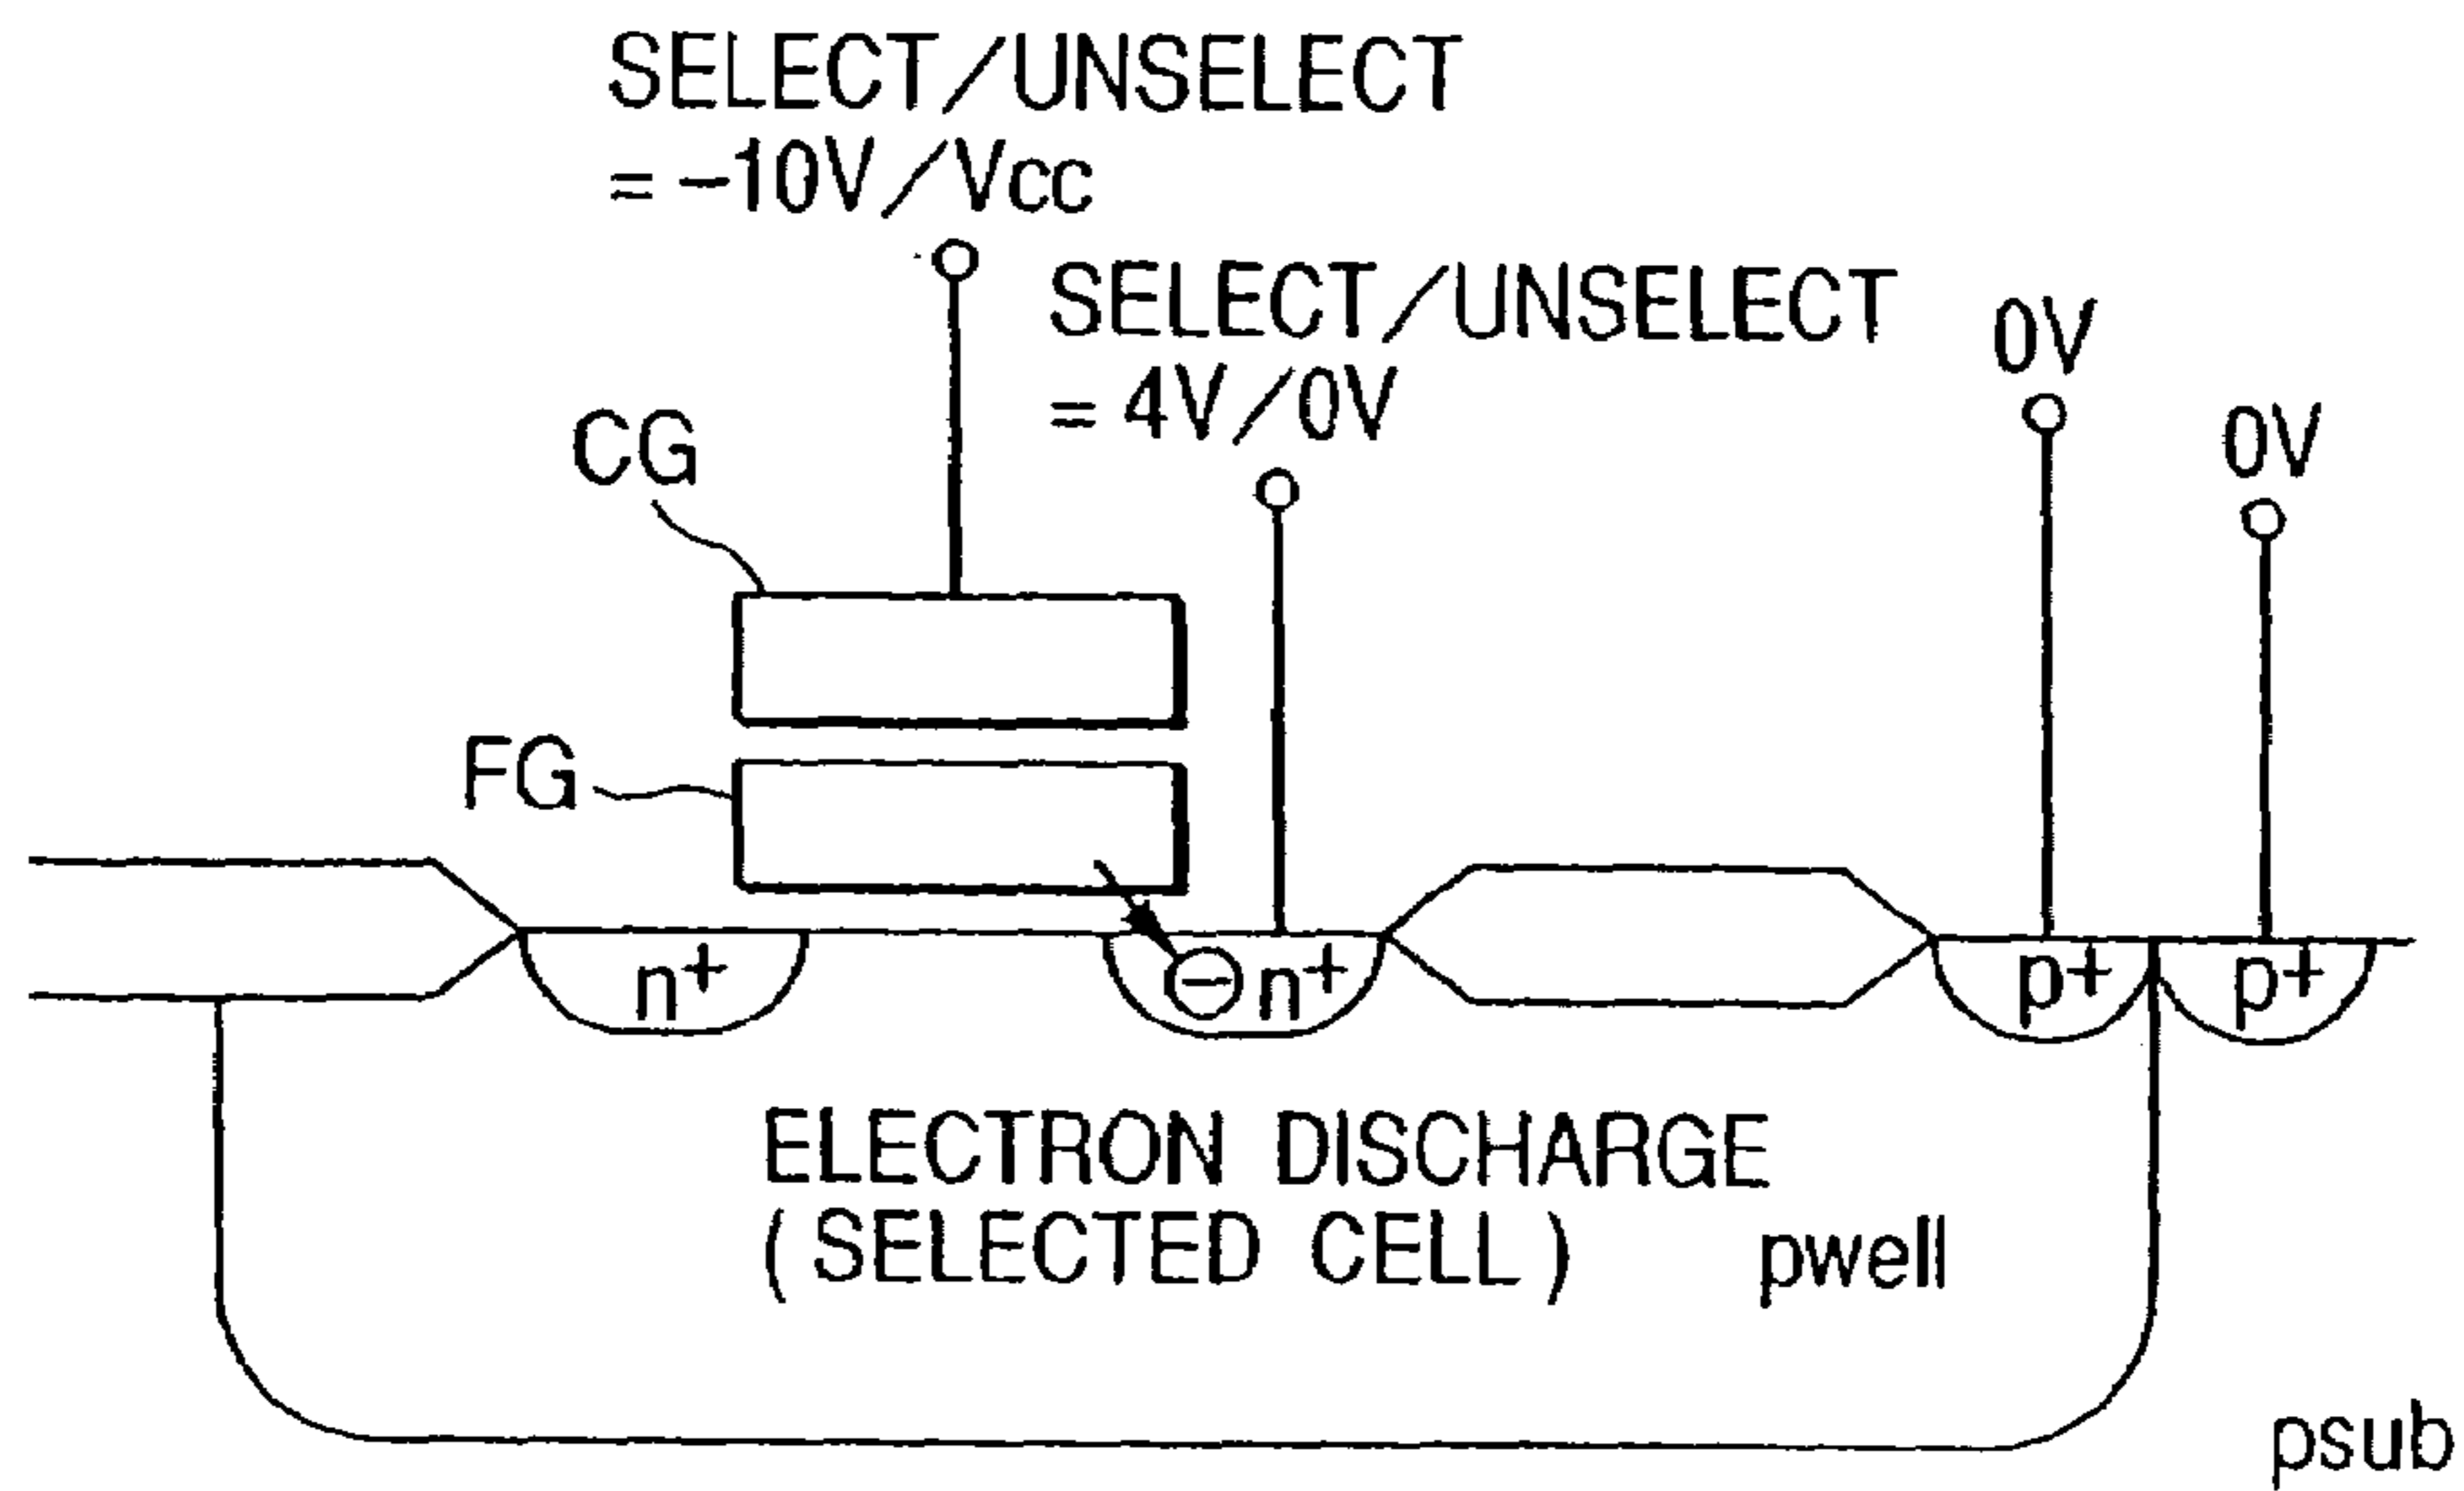 SELECT/UNSELECT
= -10V/Vcc
SELECT/UNSELECT
= 4V/0V
0V
0V
CG
FG
n+
⊖ n+
p+
p+
ELECTRON DISCHARGE
(SELECTED CELL)
pwell
psub